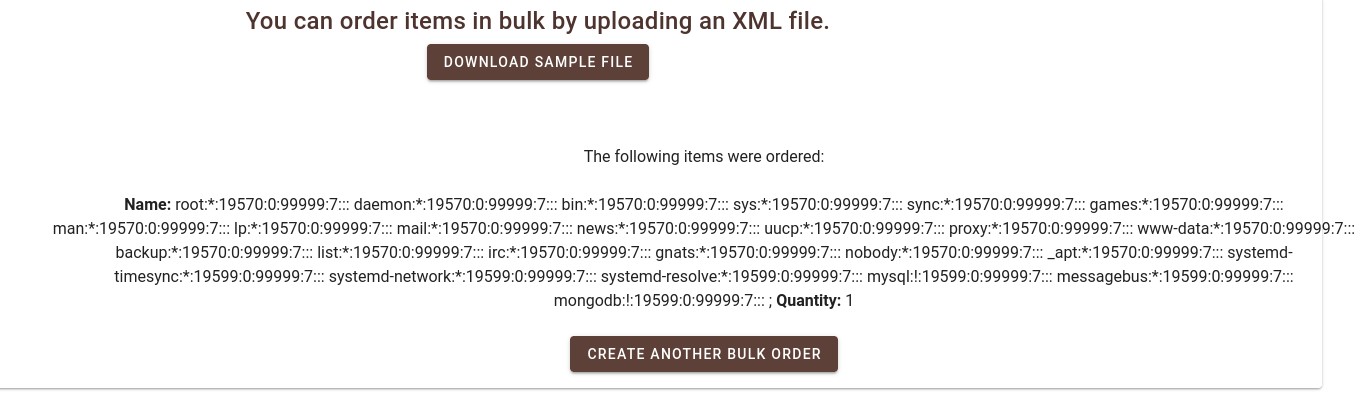 You can order items in bulk by uploading an XML file.
DOWNLOAD SAMPLE FILE
The following items were ordered:
Name: root:*:19570:0:99999:7::: daemon:*:19570:0:99999:7::: bin:*:19570:0:99999:7::: sys:*:19570:0:99999:7::: sync:*:19570:0:99999:7::: games:*:19570:0:99999:7:::
man:*:19570:0:99999:7::: lp:*:19570:0:99999:7::: mail:*:19570:0:99999:7::: news:*:19570:0:99999:7::: uucp:*:19570:0:99999:7::: proxy:*:19570:0:99999:7::: www-data:*:19570:0:99999:7:::
backup:*:19570:0:99999:7::: list:*:19570:0:99999:7::: irc:*:19570:0:99999:7::: gnats:*:19570:0:99999:7::: nobody:*:19570:0:99999:7::: _apt:*:19570:0:99999:7::: systemd-
timesync:*:19599:0:99999:7::: systemd-network:*:19599:0:99999:7::: systemd-resolve:*:19599:0:99999:7::: mysql:!:19599:0:99999:7::: messagebus:*:19599:0:99999:7:::
mongodb:!:19599:0:99999:7::: ; Quantity: 1
CREATE ANOTHER BULK ORDER